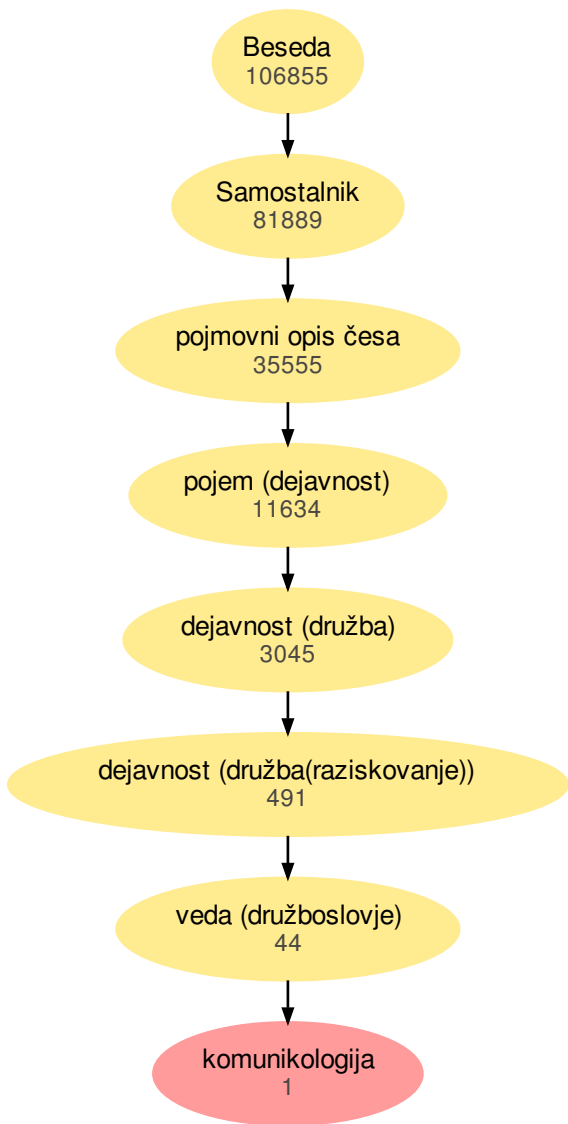 Beseda
106855
Samostalnik
81889
pojmovni opis česa
35555
pojem (dejavnost)
11634
dejavnost (družba)
3045
dejavnost (družba(raziskovanje))
491
veda (družboslovje)
44
komunikologija
1